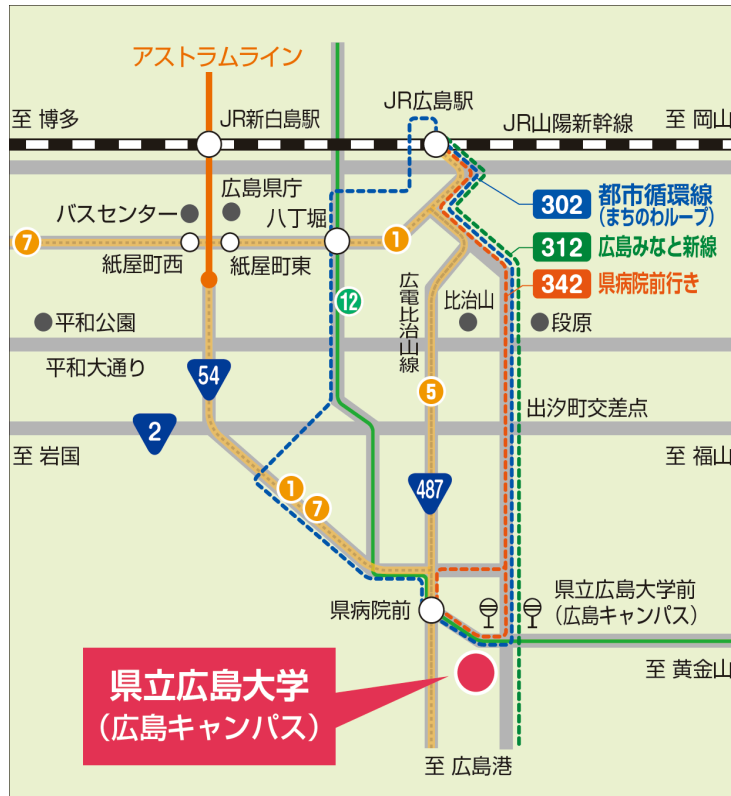 アストラムライン
JR広島駅
至 博多
JR新白島駅
JR山陽新幹線
至 岡山
302
都市循環線
(まちのわループ)
広島県庁
バスセンター
八丁堀
7
1
312
広島みなと新線
紙屋町西
紙屋町東
342
県病院前行き
12
広電比治山線
比治山
平和公園
段原
平和大通り
54
5
出汐町交差点
2
至 岩国
至 福山
487
1
7
県病院前
県立広島大学前
(広島キャンパス)
至 黄金山
県立広島大学
(広島キャンパス)
至 広島港